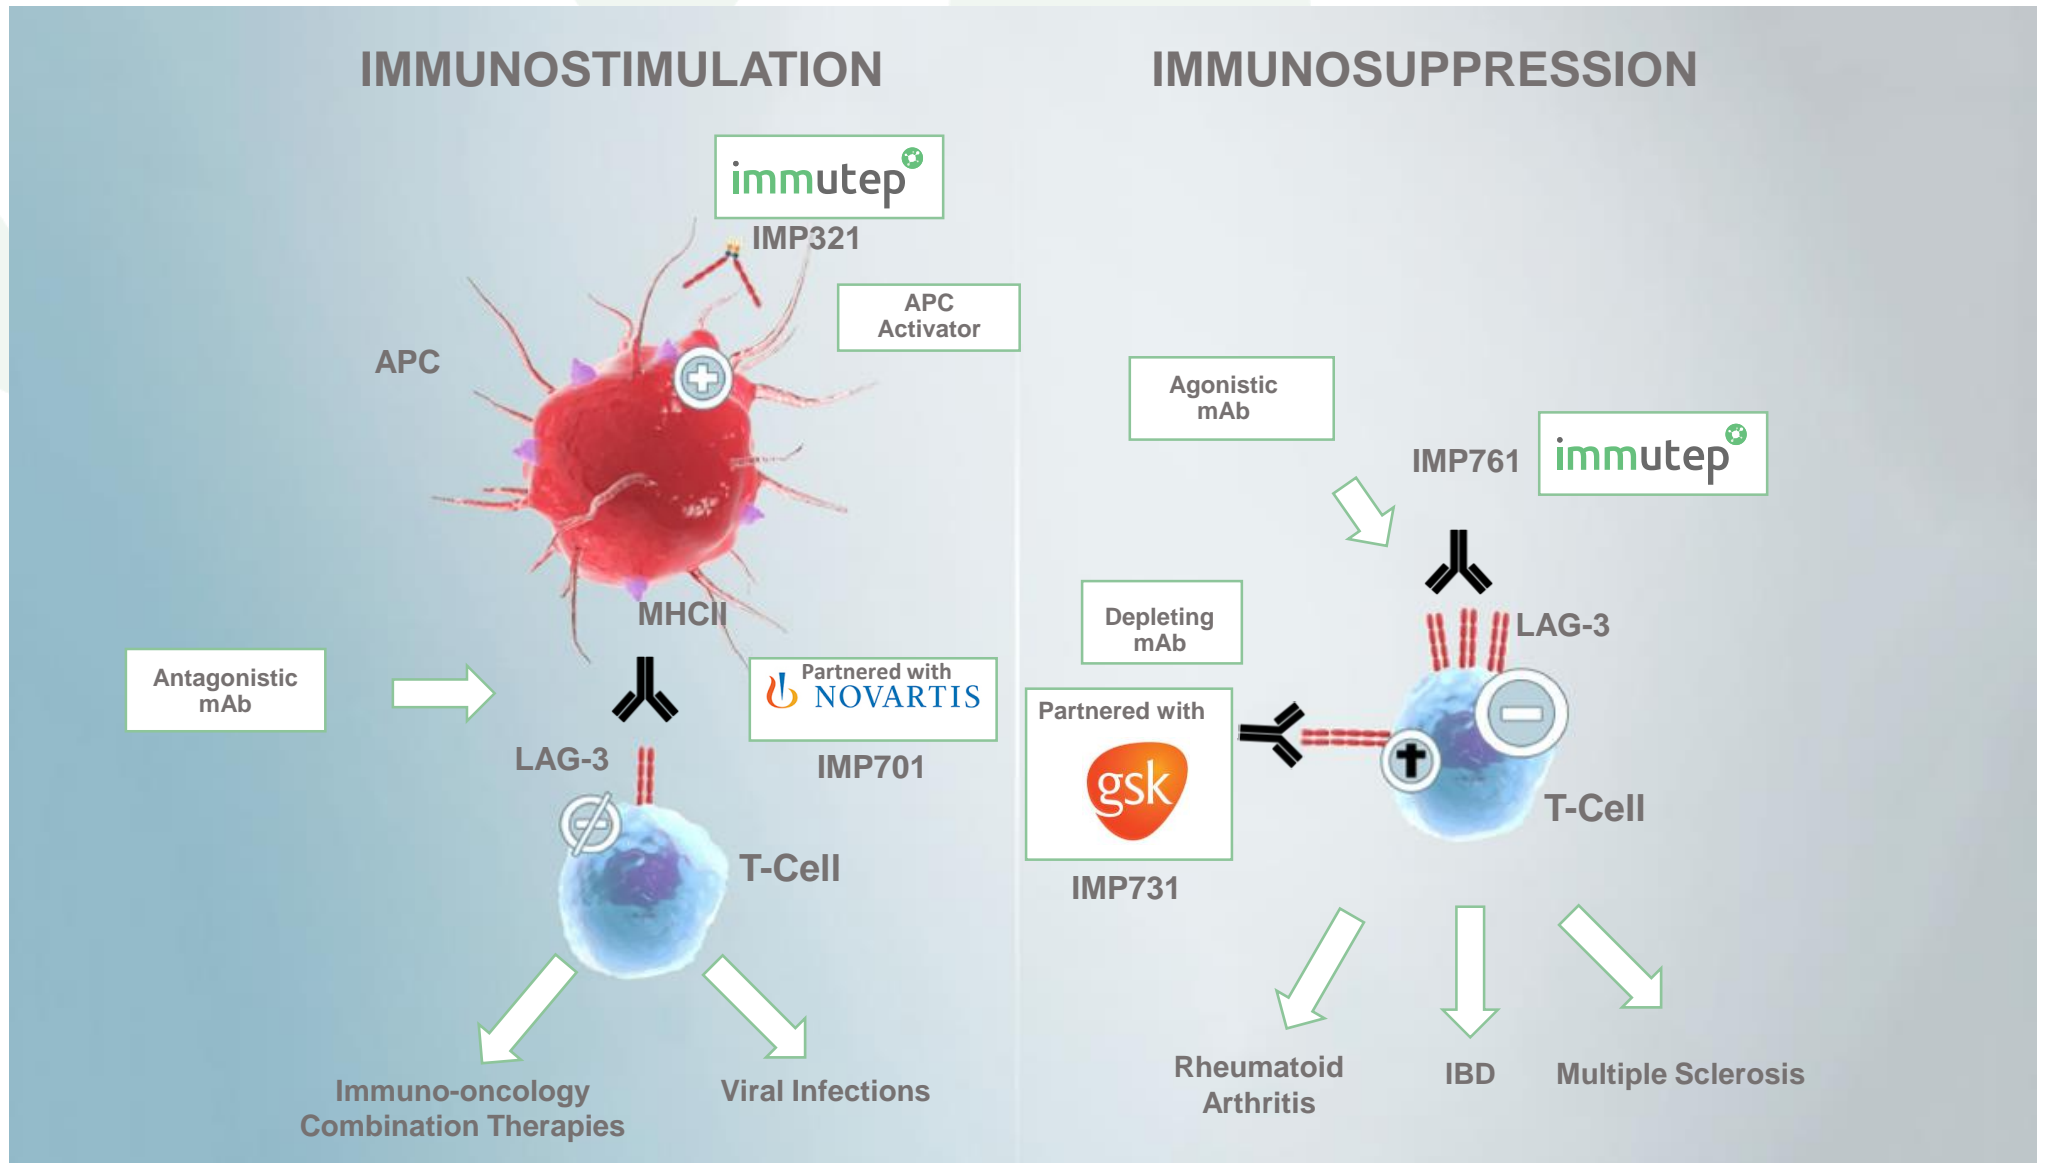 IMMUNOSTIMULATION
immutep
IMP321
APC
Activator
APC
MHCII
Antagonistic
mAb
Partnered with
NOVARTIS
LAG-3
IMP701
T-Cell
Immuno-oncology
Combination Therapies
Viral Infections
IMMUNOSUPPRESSION
Agonistic
mAb
IMP761
immutep
Depleting
mAb
LAG-3
Partnered with
gsk
T-Cell
IMP731
Rheumatoid
Arthritis
IBD
Multiple Sclerosis